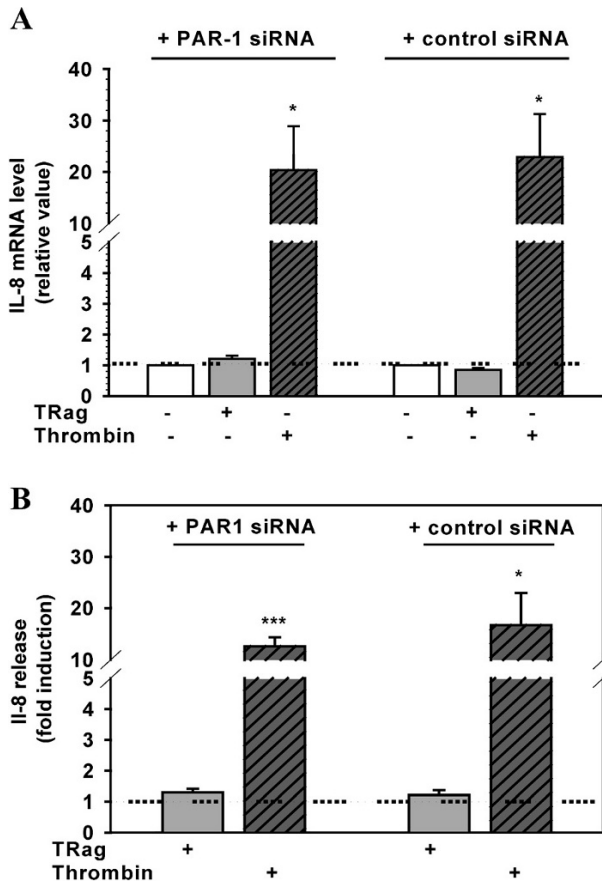 A
+ PAR-1 siRNA + control siRNA
IL-8 mRNA level
(relative value)
40
30
20
10
5
4
3
2
1
0
* *
TRag - + - - + -
Thrombin - - + - - +
B
+ PAR1 siRNA + control siRNA
Il-8 release
(fold induction)
40
30
20
10
5
4
3
2
1
0
*** *
TRag + +
Thrombin + +